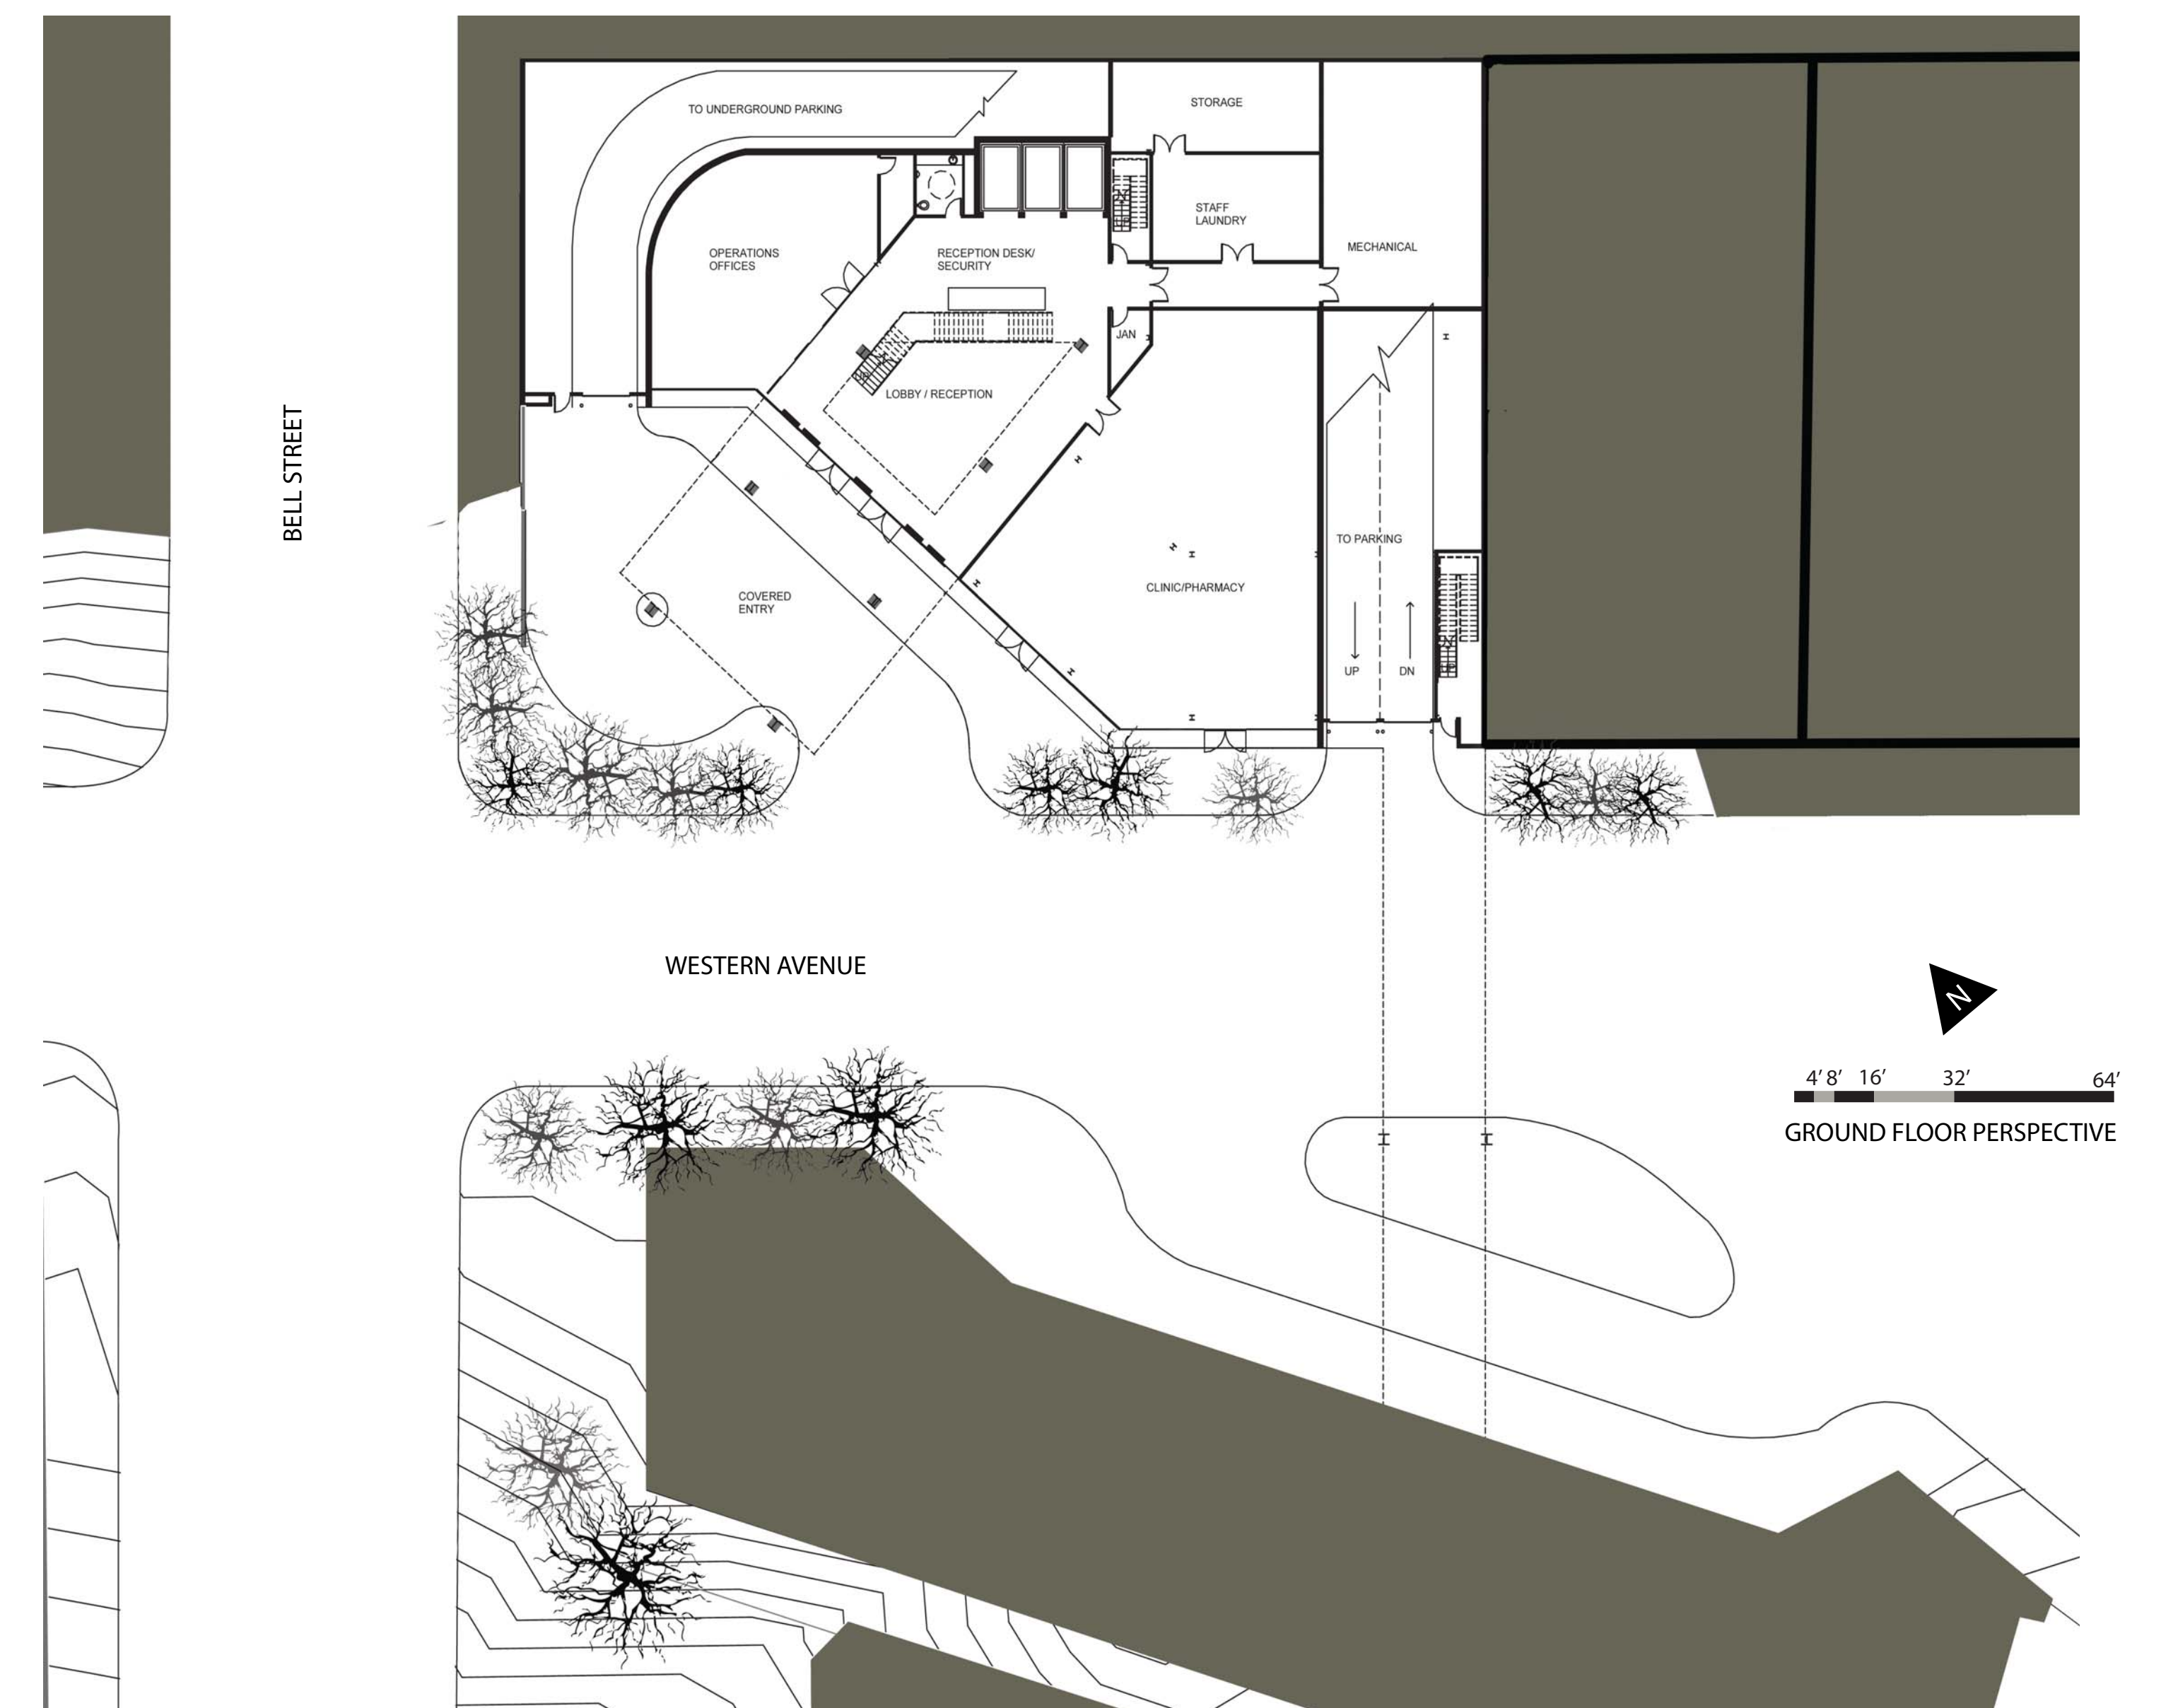 TO UNDERGROUND PARKING
STORAGE
STAFF
LAUNDRY
MECHANICAL
OPERATIONS
OFFICES
RECEPTION DESK/
SECURITY
JAN
LOBBY / RECEPTION
BELL STREET
TO PARKING
CLINIC/PHARMACY
COVERED
ENTRY
UP
DN
WESTERN AVENUE
N
4' 8' 16' 32' 64'
GROUND FLOOR PERSPECTIVE